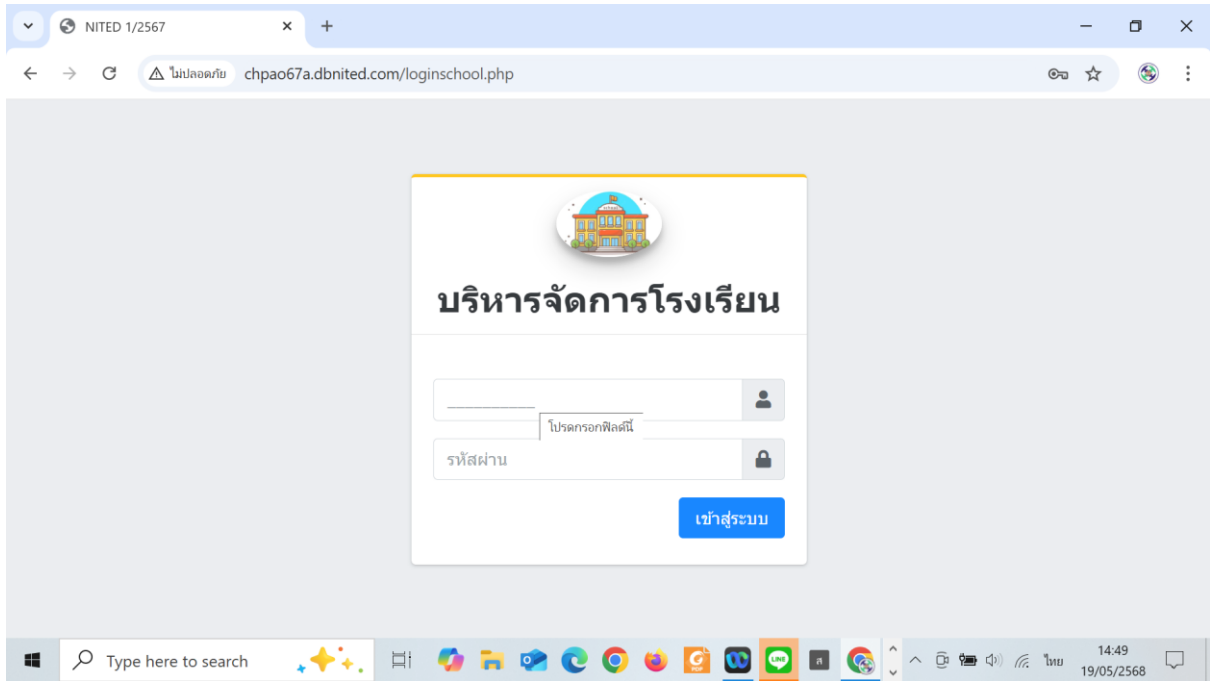 NITED 1/2567
ไม่ปลอดภัย chpao67a.dbnited.com/loginschool.php
บริหารจัดการโรงเรียน
__________
โปรดกรอกฟิลด์นี้
รหัสผ่าน
เข้าสู่ระบบ
Type here to search
ไทย
14:49
19/05/2568